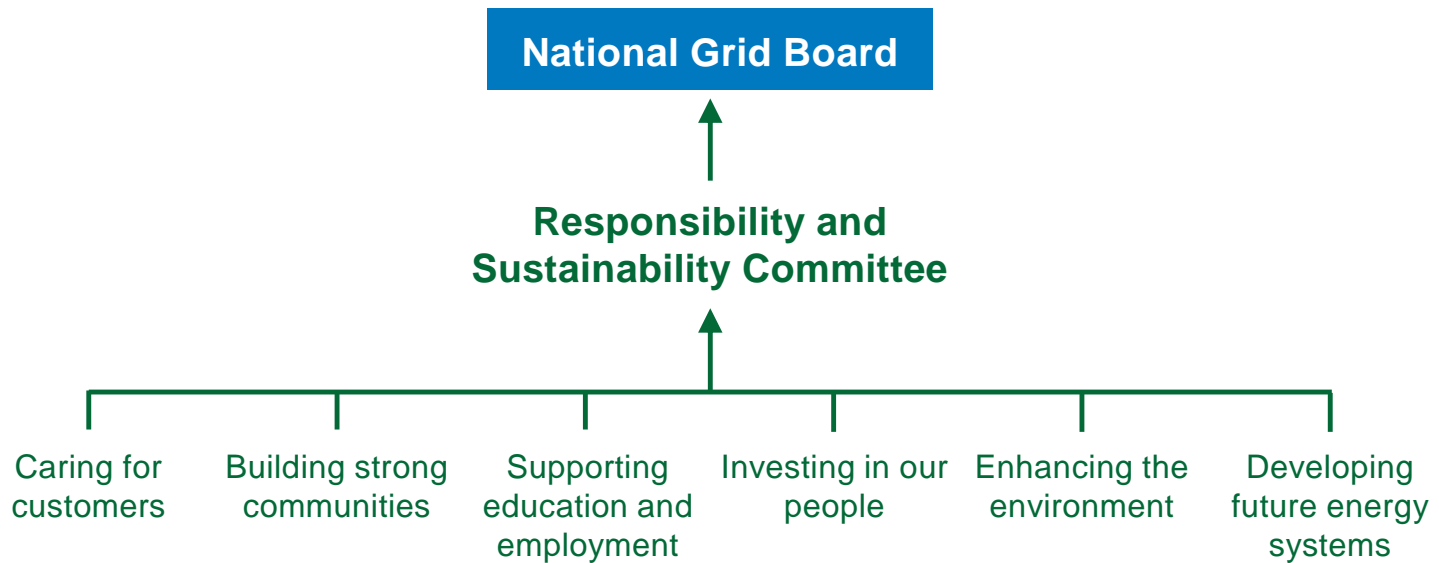 National Grid Board
Responsibility and
Sustainability Committee
Caring for
customers
Building strong
communities
Supporting
education and
employment
Investing in our
people
Enhancing the
environment
Developing
future energy
systems